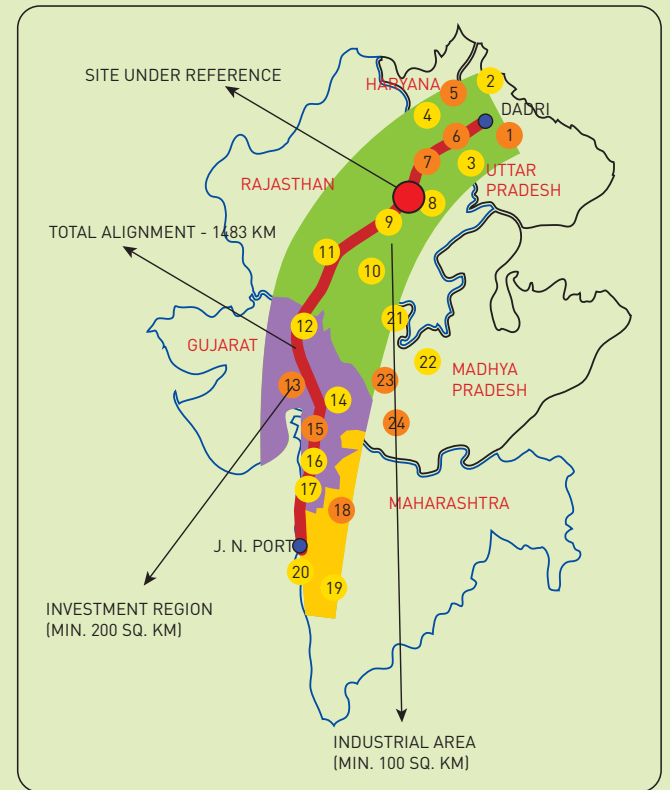 SITE UNDER REFERENCE
HARYANA
5
2
4
DADRI
6
1
7
3
UTTAR
PRADESH
RAJASTHAN
8
9
TOTAL ALIGNMENT - 1483 KM
11
10
21
12
GUJARAT
22
MADHYA
PRADESH
23
13
14
24
15
16
17
MAHARASHTRA
18
J. N. PORT
20
19
INVESTMENT REGION
(MIN. 200 SQ. KM)
INDUSTRIAL AREA
(MIN. 100 SQ. KM)